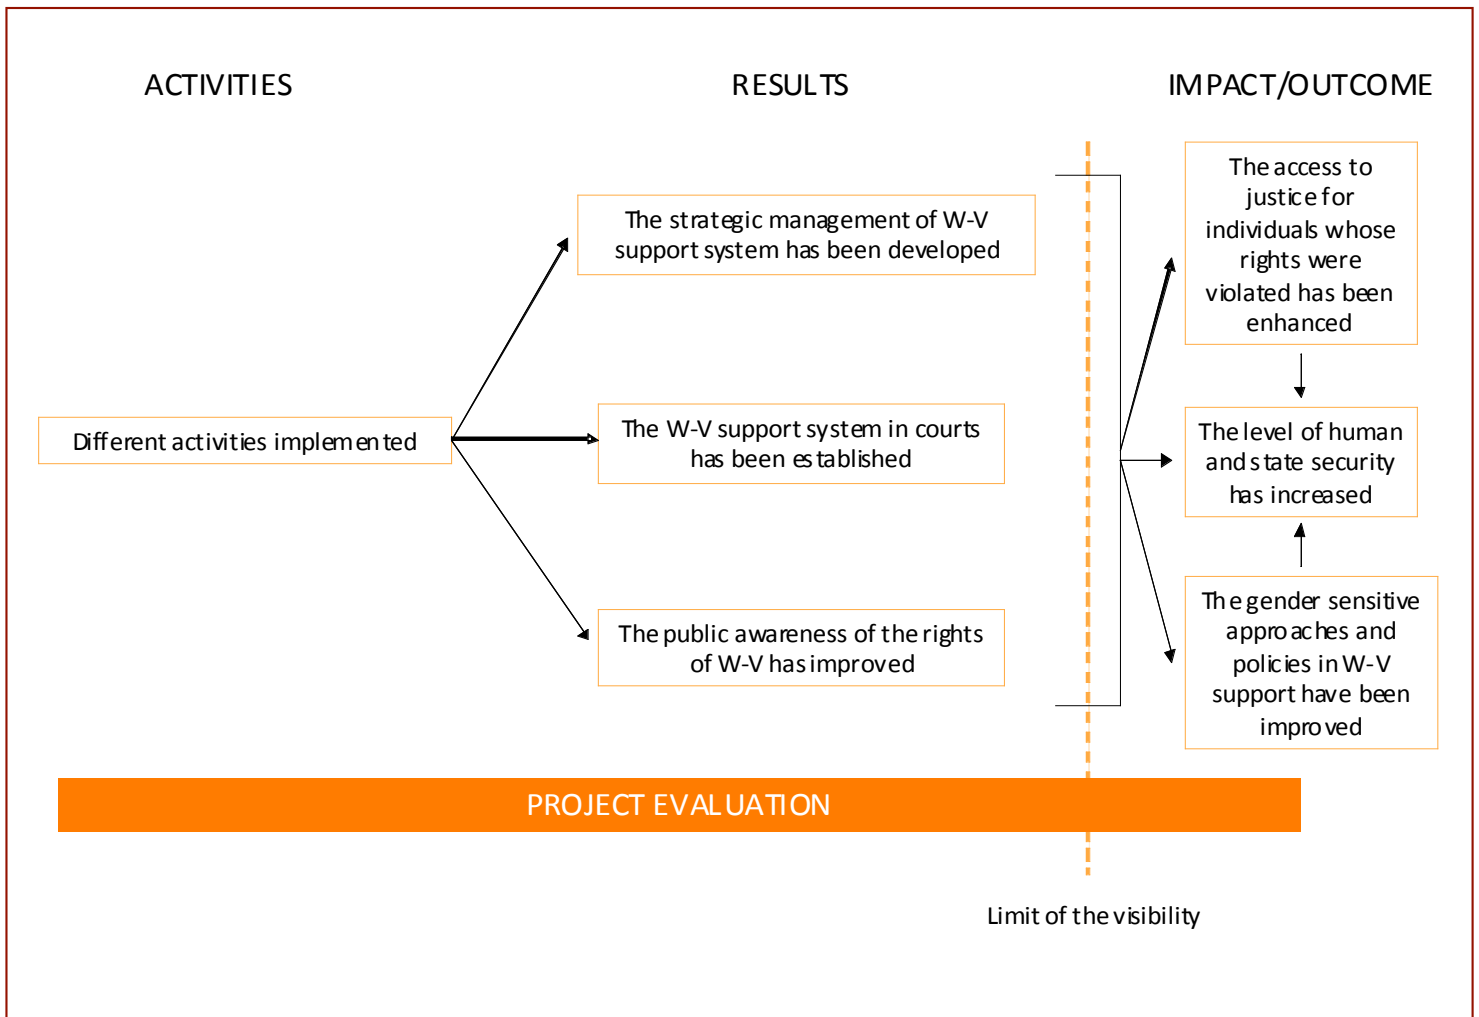 ACTIVITIES
RESULTS
IMPACT/OUTCOME
The strategic management of W-V
support system has been developed
The access to
justice for
individuals whose
rights were
violated has been
enhanced
Different activities implemented
The W-V support system in courts
has been established
The level of human
and state security
has increased
The public awareness of the rights
of W-V has improved
The gender sensitive
approaches and
policies in W-V
support have been
improved
PROJECT EVALUATION
Limit of the visibility